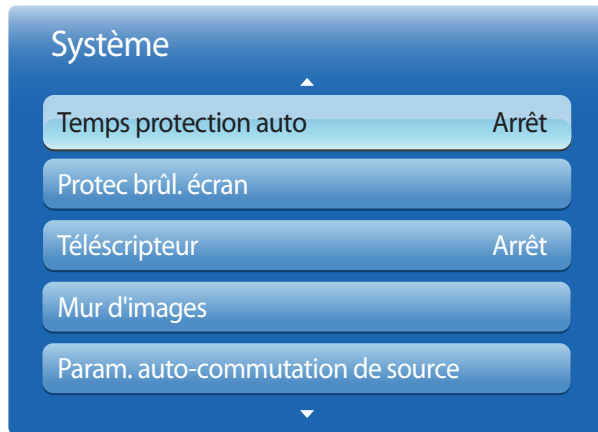 Système
Temps protection auto Arrêt
Protec brûl. écran
Téléscripteur Arrêt
Mur d'images
Param. auto-commutation de source